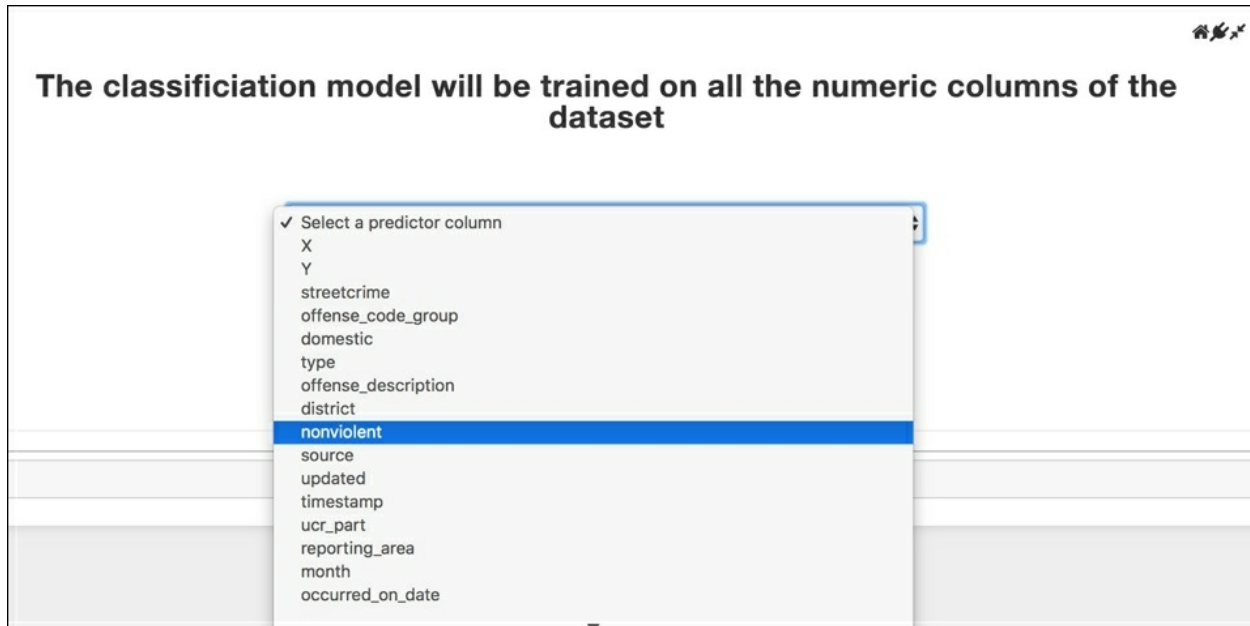 The classificiation model will be trained on all the numeric columns of the
dataset
✓ Select a predictor column
X
Y
streetcrime
offense_code_group
domestic
type
offense_description
district
nonviolent
source
updated
timestamp
ucr_part
reporting_area
month
occurred_on_date